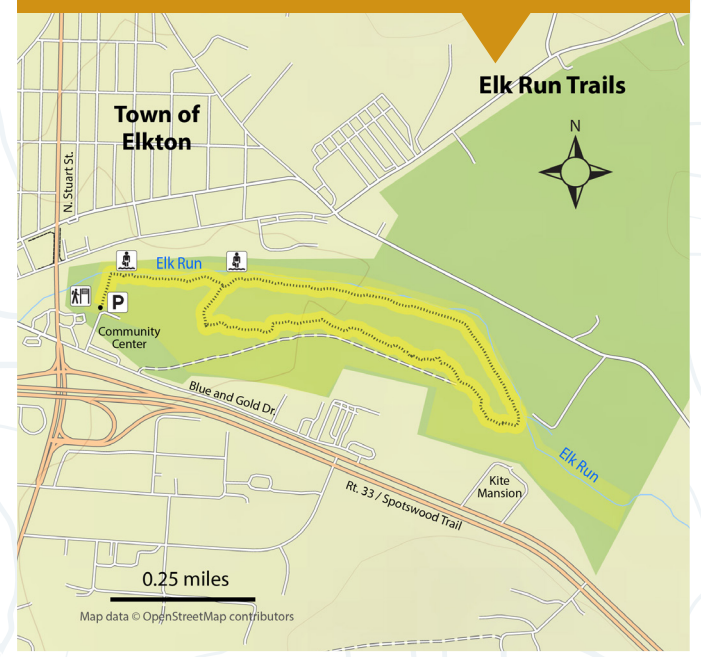 Elk Run Trails
Town of
Elkton
N
N. Stuart St.
Elk Run
P
Community
Center
Blue and Gold Dr.
Elk Run
Kite
Mansion
Rt. 33 / Spotswood Trail
0.25 miles
Map data © OpenStreetMap contributors